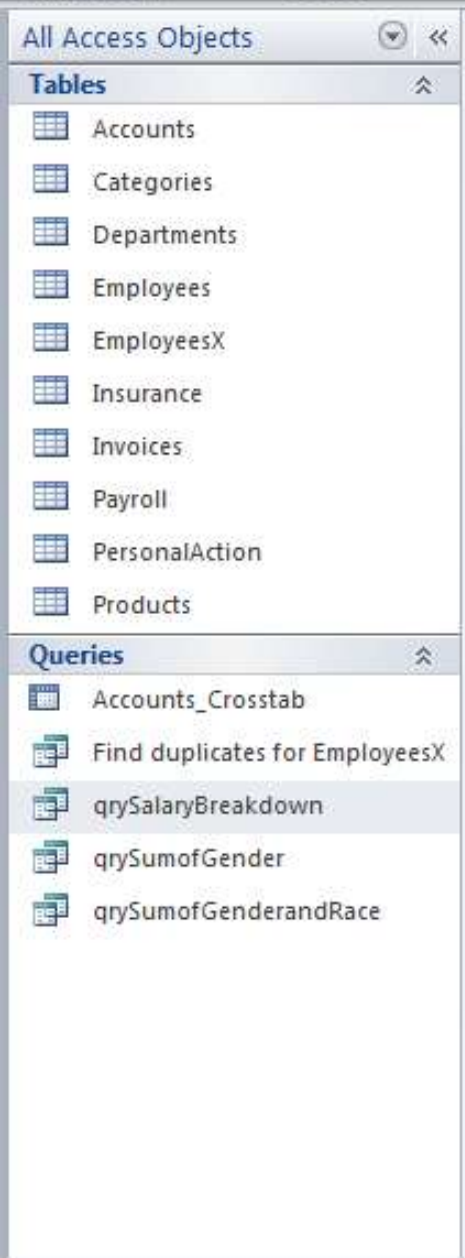 All Access Objects
Tables
Accounts
Categories
Departments
Employees
EmployeesX
Insurance
Invoices
Payroll
PersonalAction
Products
Queries
Accounts_Crosstab
Find duplicates for EmployeesX
qrySalaryBreakdown
qrySumofGender
qrySumofGenderandRace